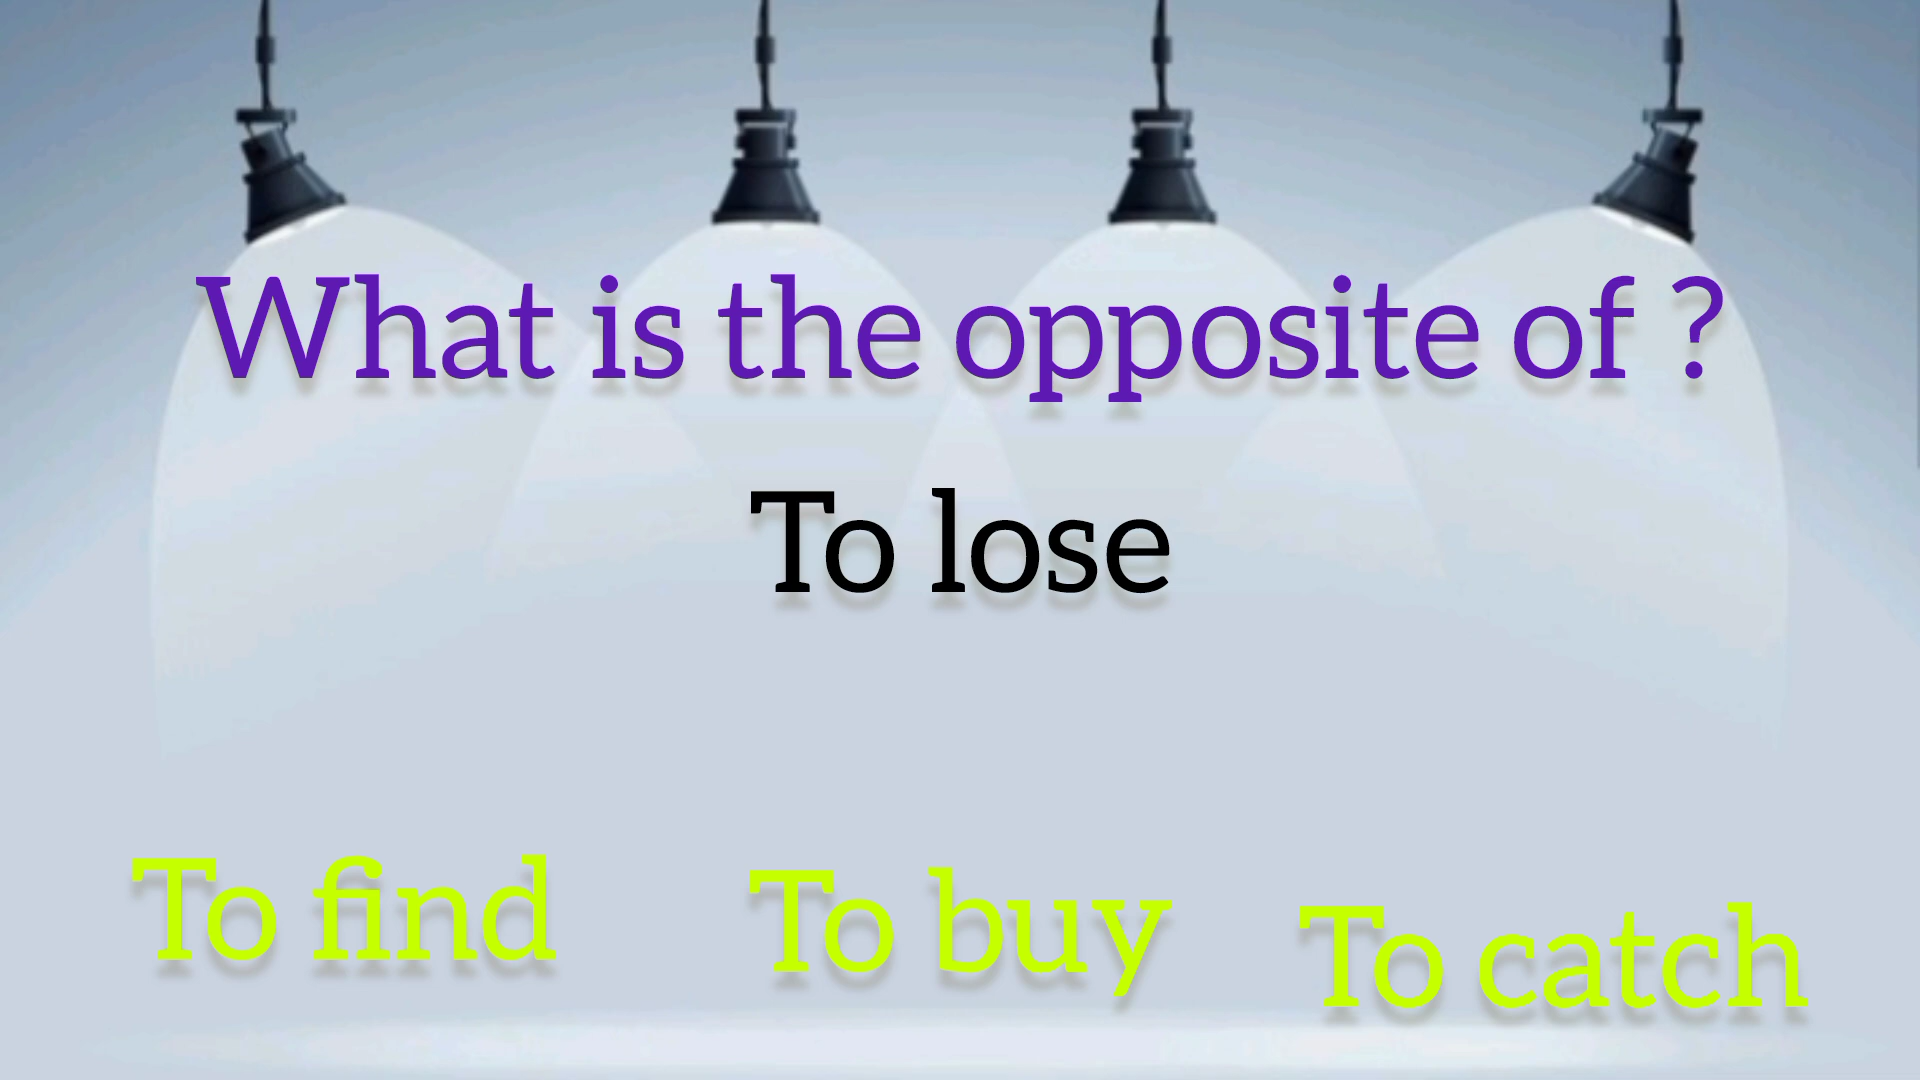 What is the opposite of ?
To lose
To find
To buy
To catch